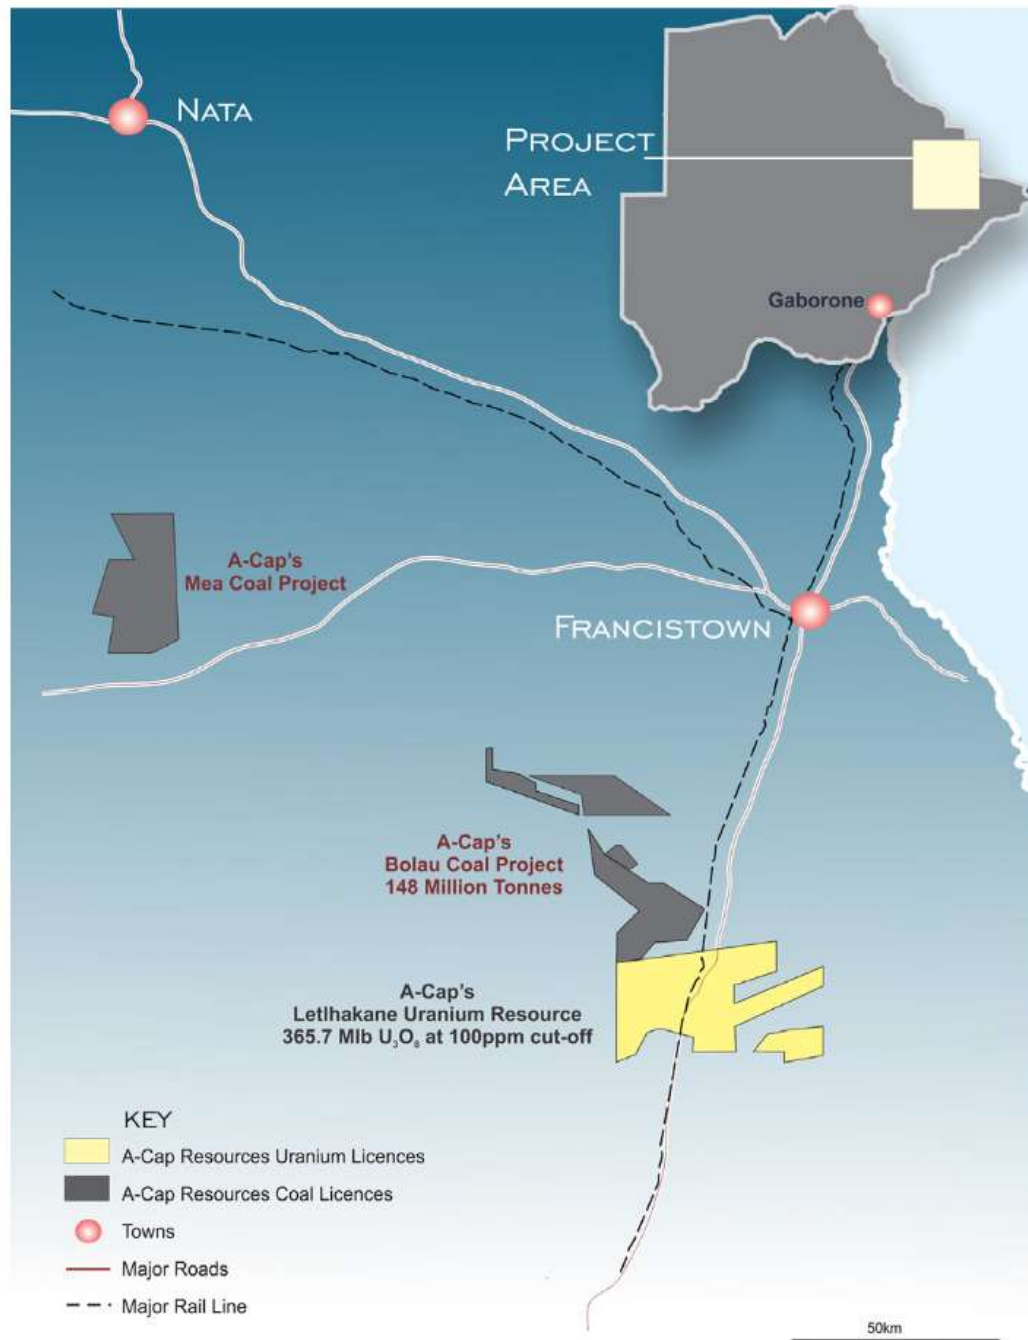 NATA
PROJECT
AREA
Gaborone
A-Cap's
Mea Coal Project
FRANCISTOWN
A-Cap's
Bolau Coal Project
148 Million Tonnes
A-Cap's
Letlhakane Uranium Resource
365.7 Mlb U₃O₈ at 100ppm cut-off
KEY
A-Cap Resources Uranium Licences
A-Cap Resources Coal Licences
Towns
Major Roads
Major Rail Line
50km